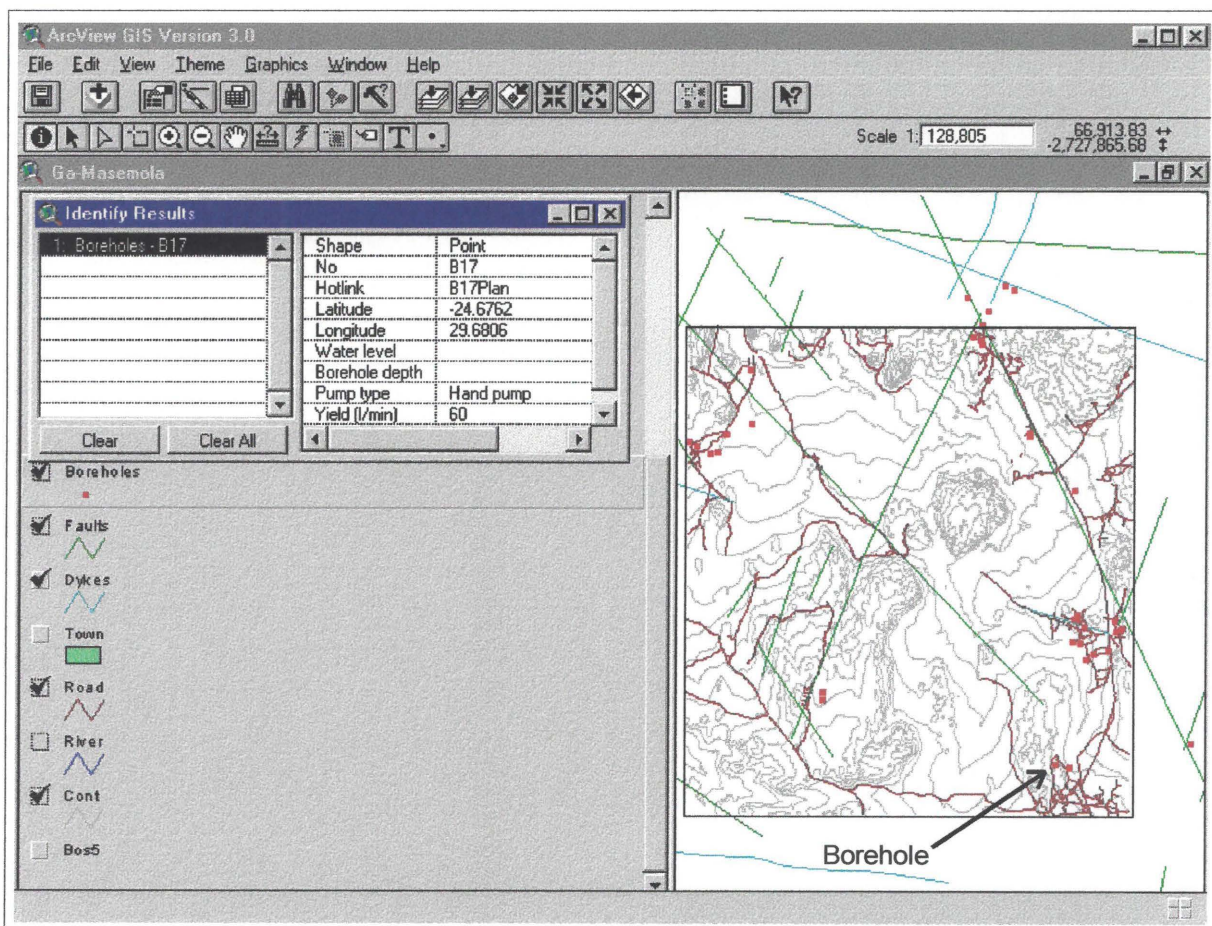 ArcView GIS Version 3.0
File Edit View Theme Graphics Window Help
Scale 1: 128,805
66,913.83
-2,727,865.68
Ga-Masemola
Identify Results
1: Boreholes - B17
Shape Point
No B17
Hotlink B17Plan
Latitude -24.6762
Longitude 29.6806
Water level
Borehole depth
Pump type Hand pump
Yield (l/min) 60
Clear Clear All
Boreholes
Faults
Dykes
Town
Road
River
Cont
Bos5
Borehole